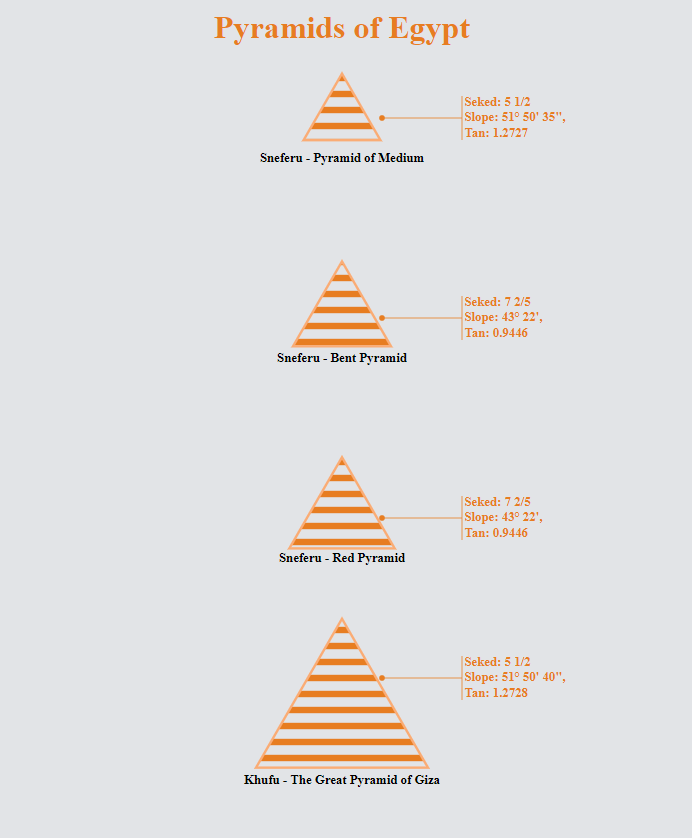 Pyramids of Egypt
Seked: 5 1/2
Slope: 51° 50' 35",
Tan: 1.2727
Sneferu - Pyramid of Medium
Seked: 7 2/5
Slope: 43° 22',
Tan: 0.9446
Sneferu - Bent Pyramid
Seked: 7 2/5
Slope: 43° 22',
Tan: 0.9446
Sneferu - Red Pyramid
Seked: 5 1/2
Slope: 51° 50' 40",
Tan: 1.2728
Khufu - The Great Pyramid of Giza